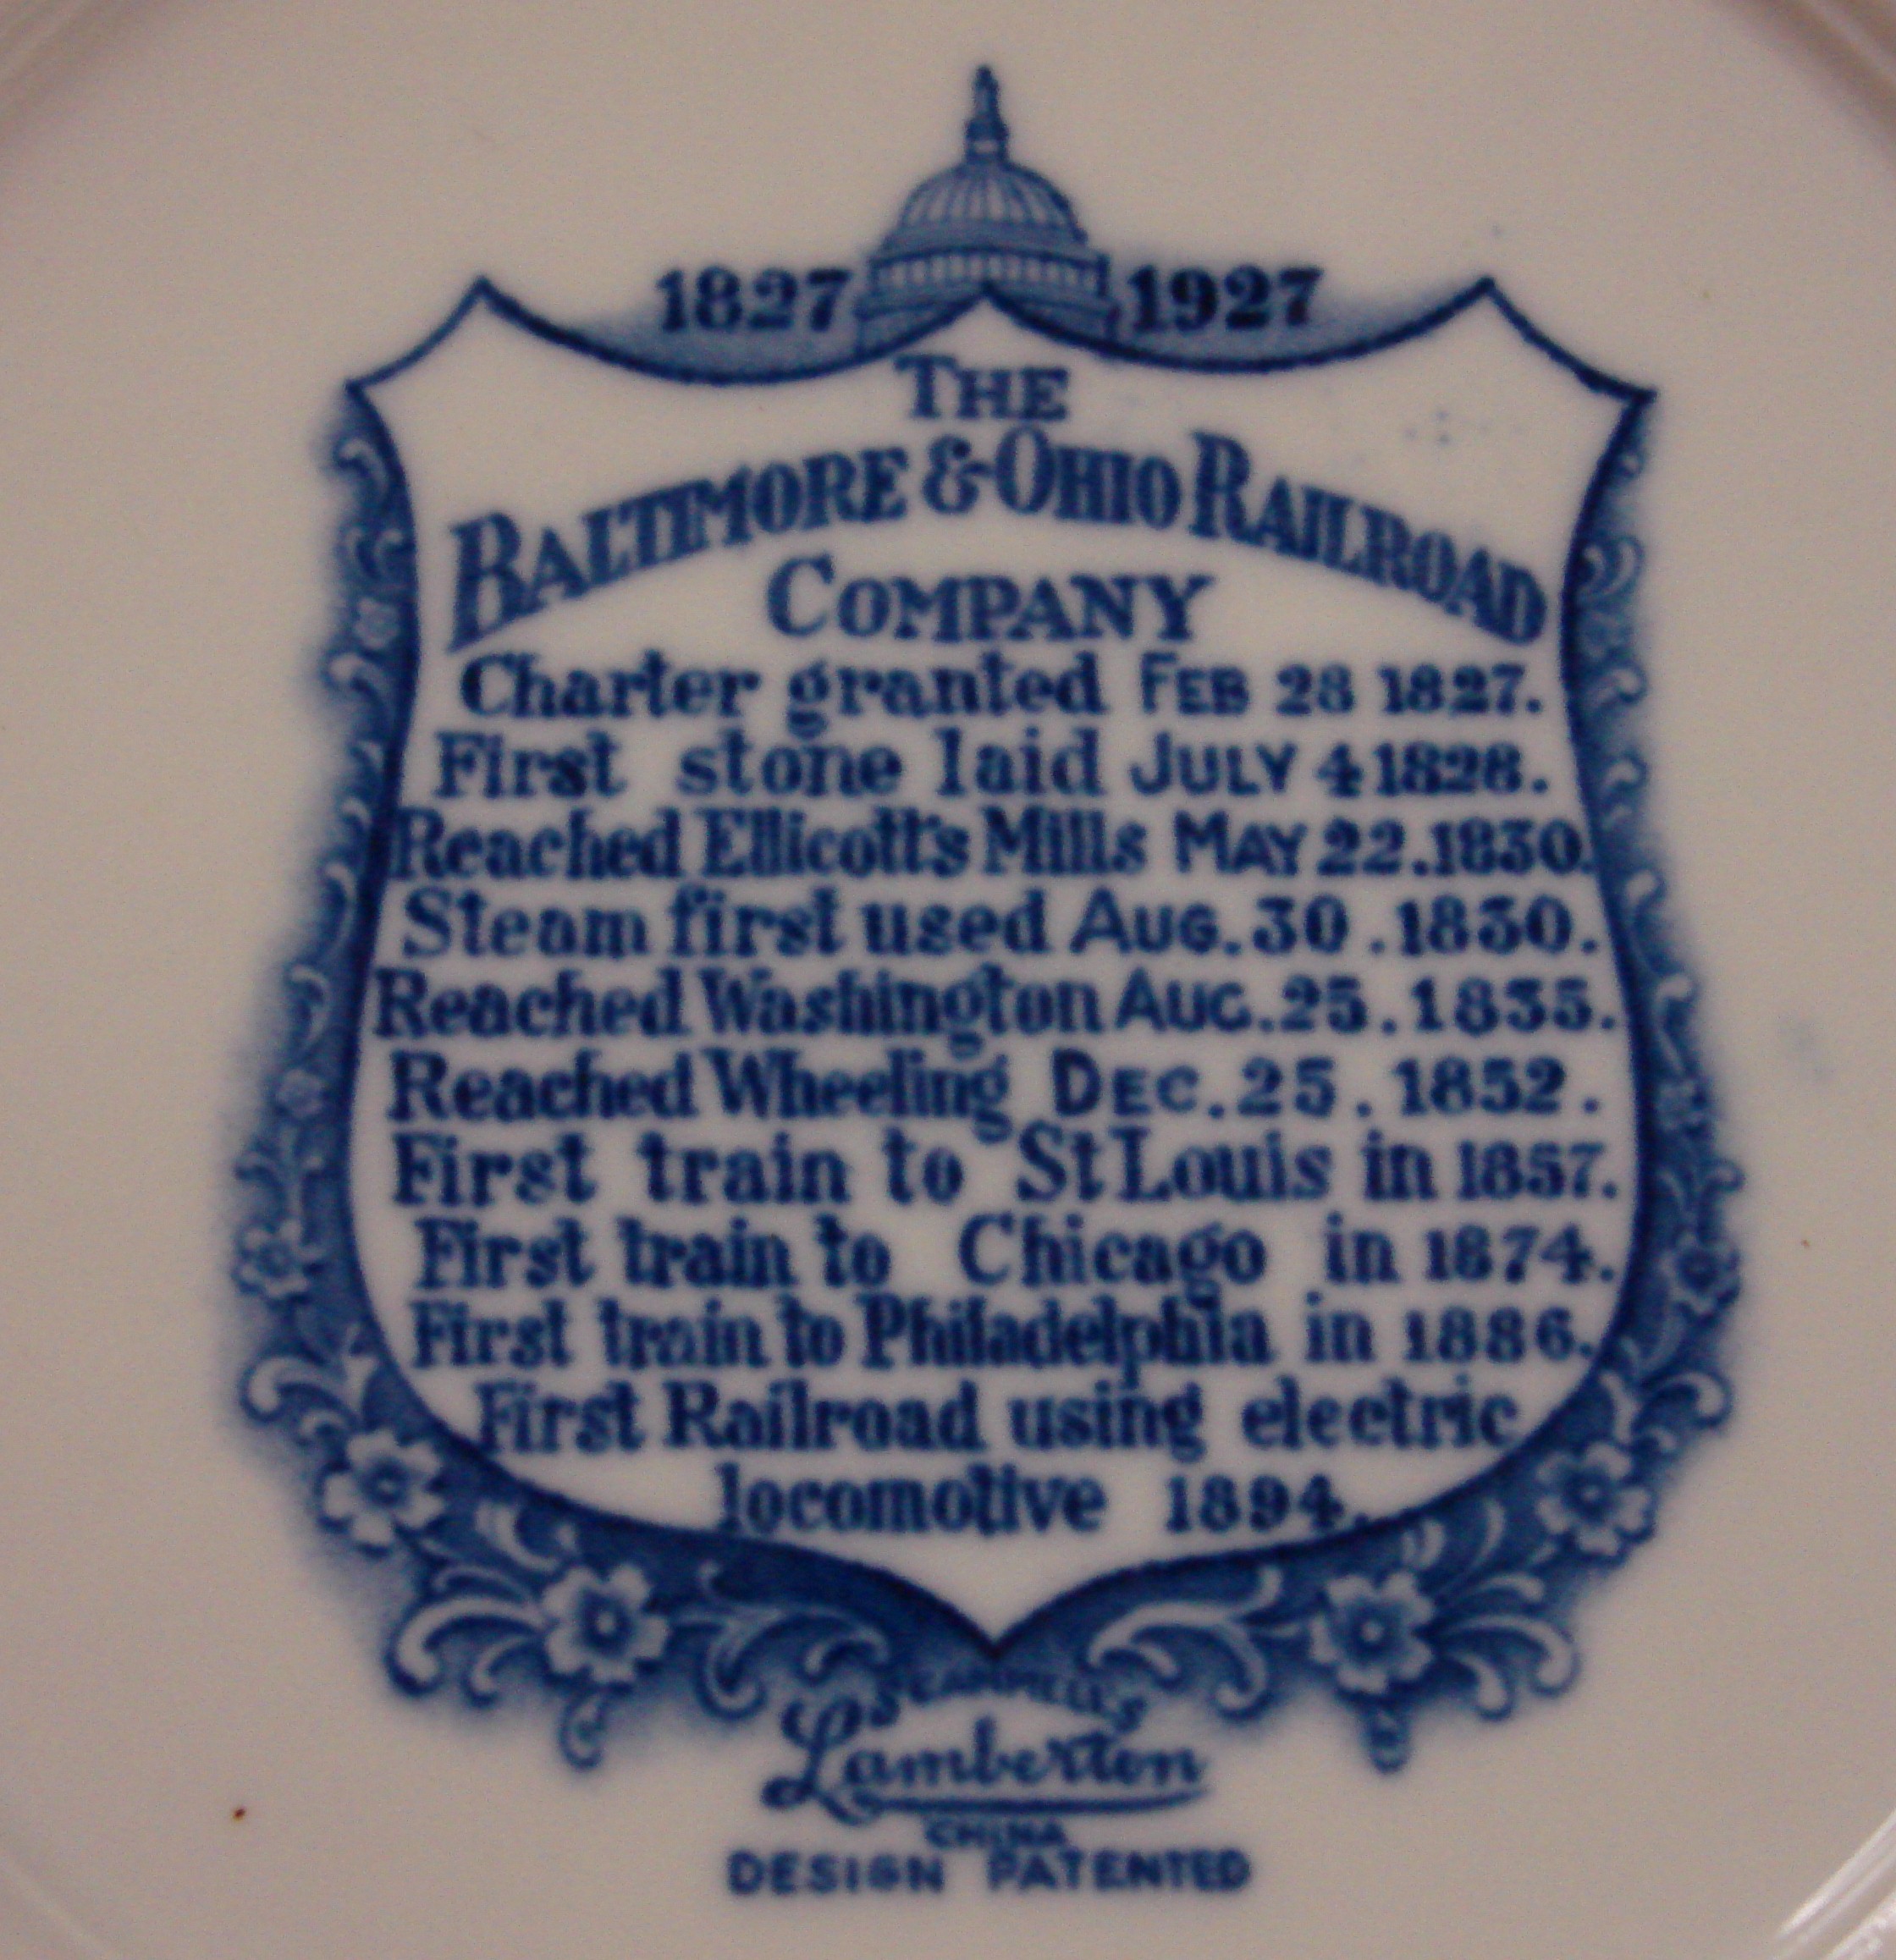 1827 1927
THE
BALTIMORE & OHIO RAILROAD
COMPANY
Charter granted FEB 28 1827.
First stone laid JULY 4 1828.
Reached Ellicott's Mills MAY 22.1830.
Steam first used AUG.30.1830.
Reached Washington AUG.25.1835.
Reached Wheeling DEC.25.1852.
First train to St Louis in 1857.
First train to Chicago in 1874.
First train to Philadelphia in 1886.
First Railroad using electric
locomotive 1894.
SCAMMELL'S
Lamberton
CHINA
DESIGN PATENTED